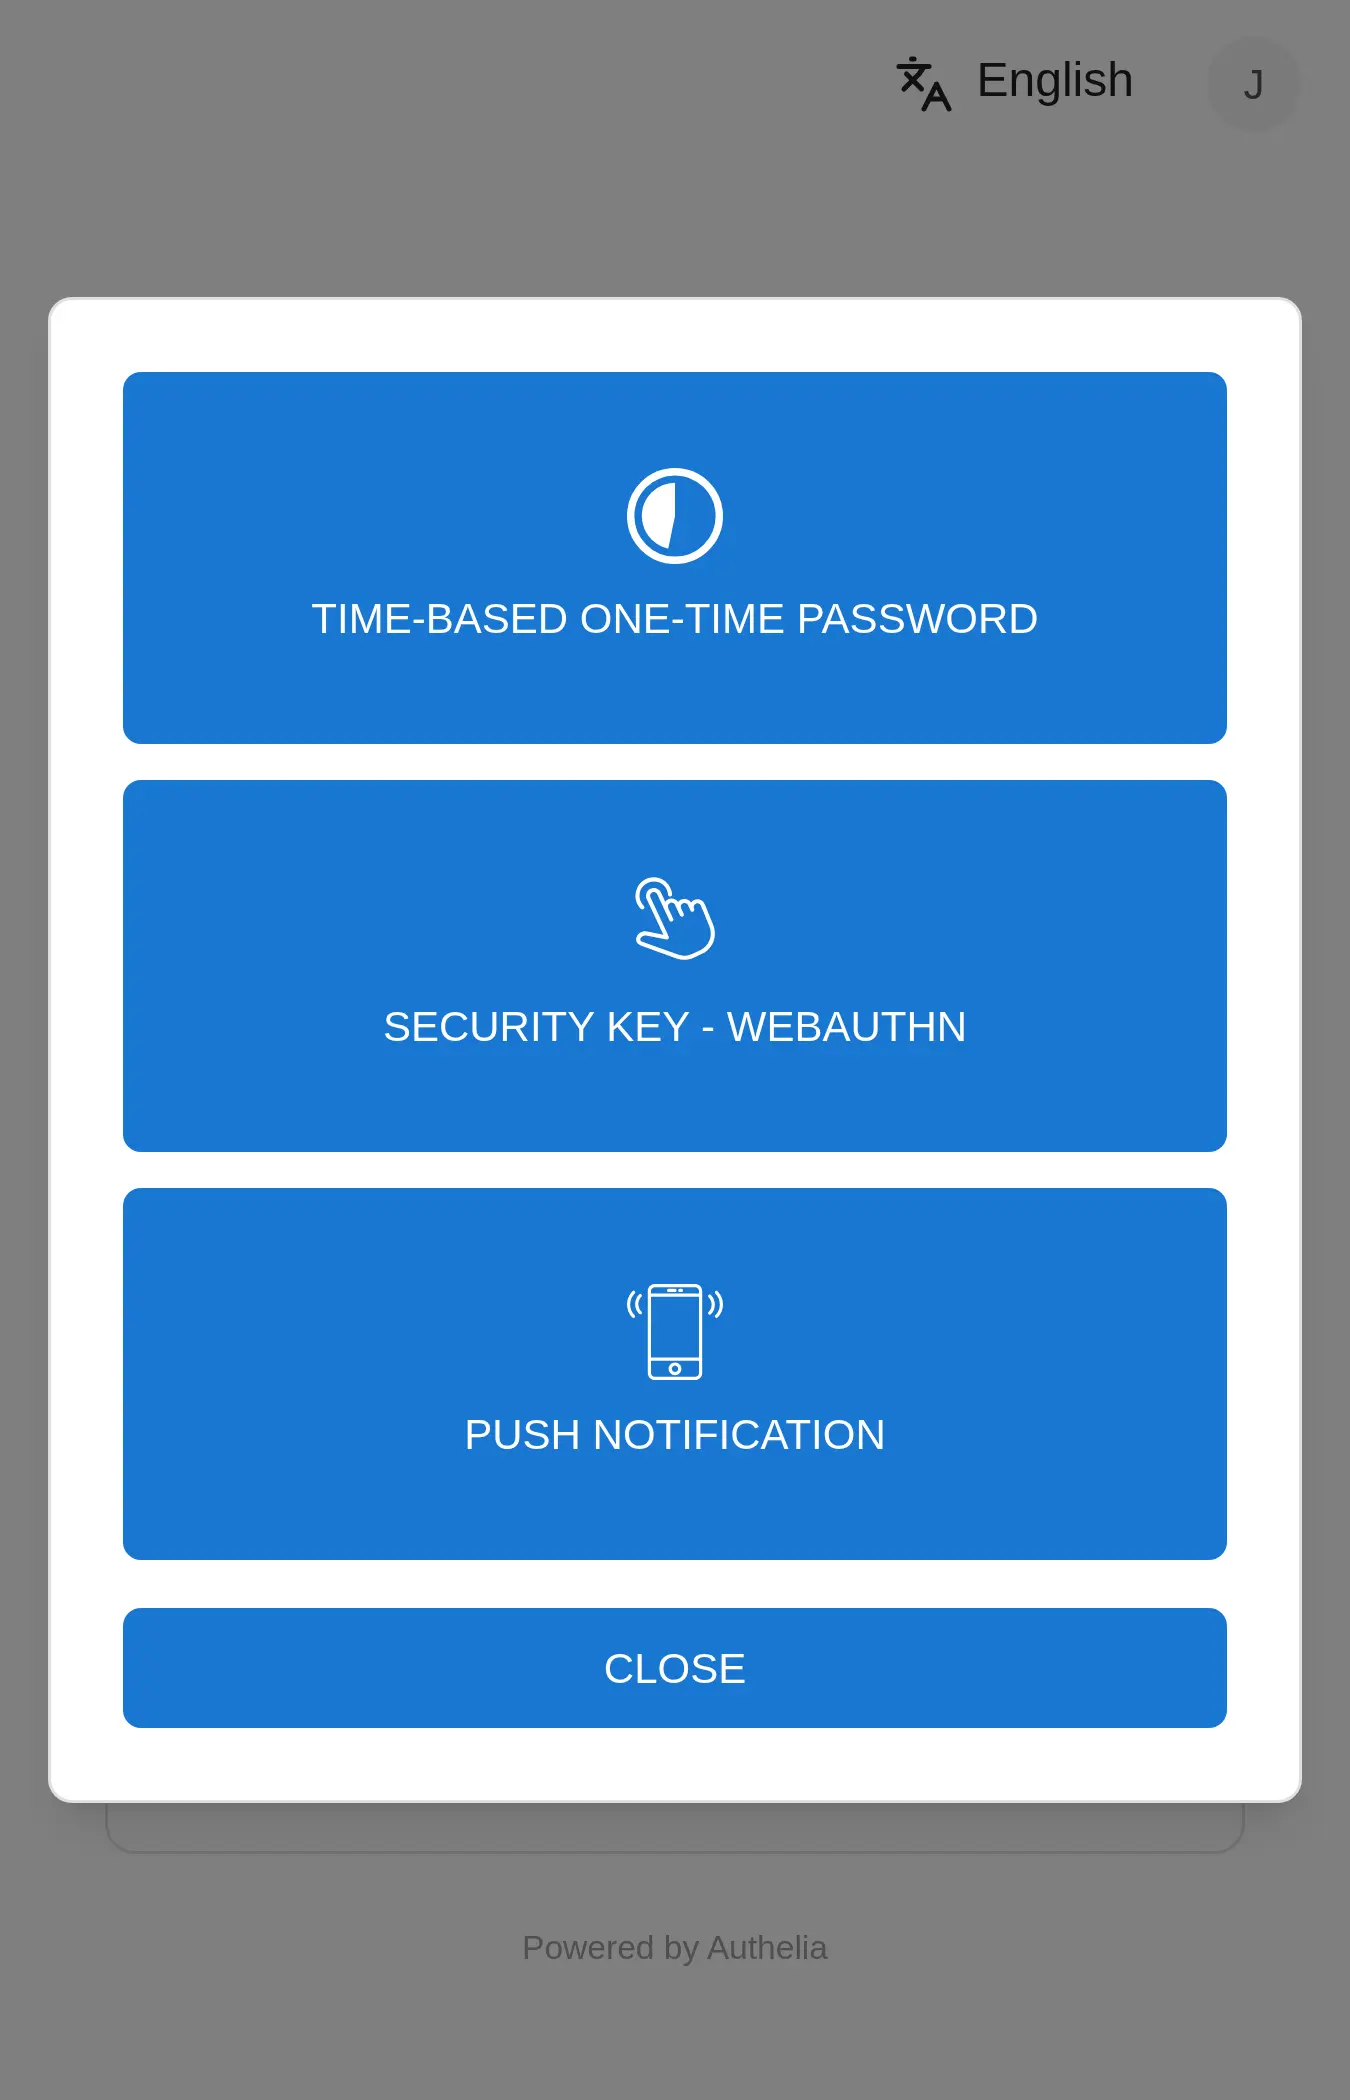 English
J
TIME-BASED ONE-TIME PASSWORD
SECURITY KEY - WEBAUTHN
PUSH NOTIFICATION
CLOSE
Powered by Authelia